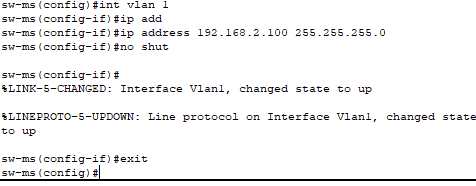 sw-ms(config)#int vlan 1
sw-ms(config-if)#ip add
sw-ms(config-if)#ip address 192.168.2.100 255.255.255.0
sw-ms(config-if)#no shut
sw-ms(config-if)#
%LINK-5-CHANGED: Interface Vlan1, changed state to up
%LINEPROTO-5-UPDOWN: Line protocol on Interface Vlan1, changed state
to up
sw-ms(config-if)#exit
sw-ms(config)#